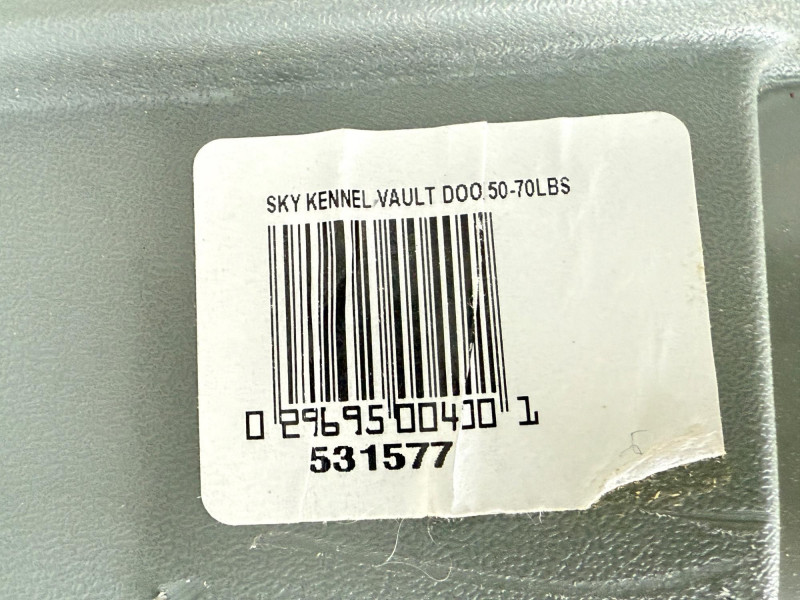 SKY KENNEL VAULT DOO 50-70LBS
0 29695 00400 1
531577